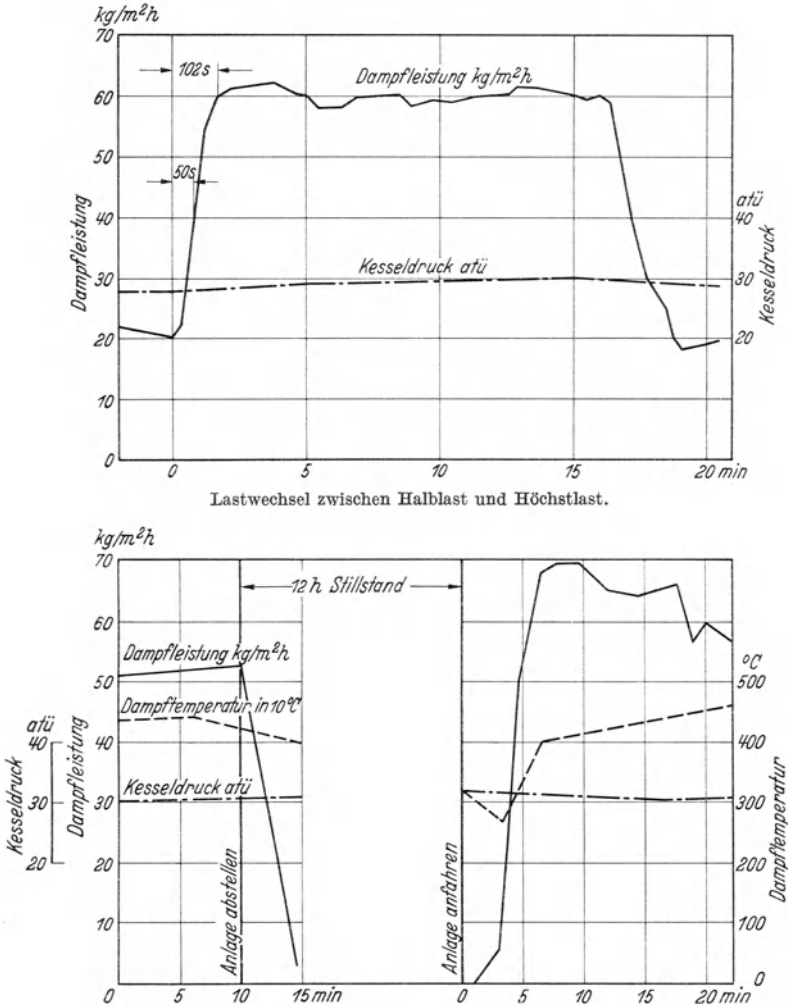 kg/m²h
70
60
50
40
30
20
10
0
Dampfleistung
102s
50s
Dampfleistung kg/m²h
Kesseldruck atü
atü
40
30
20
Kesseldruck
0
5
10
15
20 min
Lastwechsel zwischen Halblast und Höchstlast.
kg/m²h
70
60
50
40
30
20
10
0
atü
40
30
20
Kesseldruck
Dampfleistung
12 h Stillstand
Dampfleistung kg/m²h
Dampftemperatur in 10°C
Kesseldruck atü
Anlage abstellen
Anlage anfahren
°C
500
400
300
200
100
0
Dampftemperatur
5
10
15 min
0
5
10
15
20 min